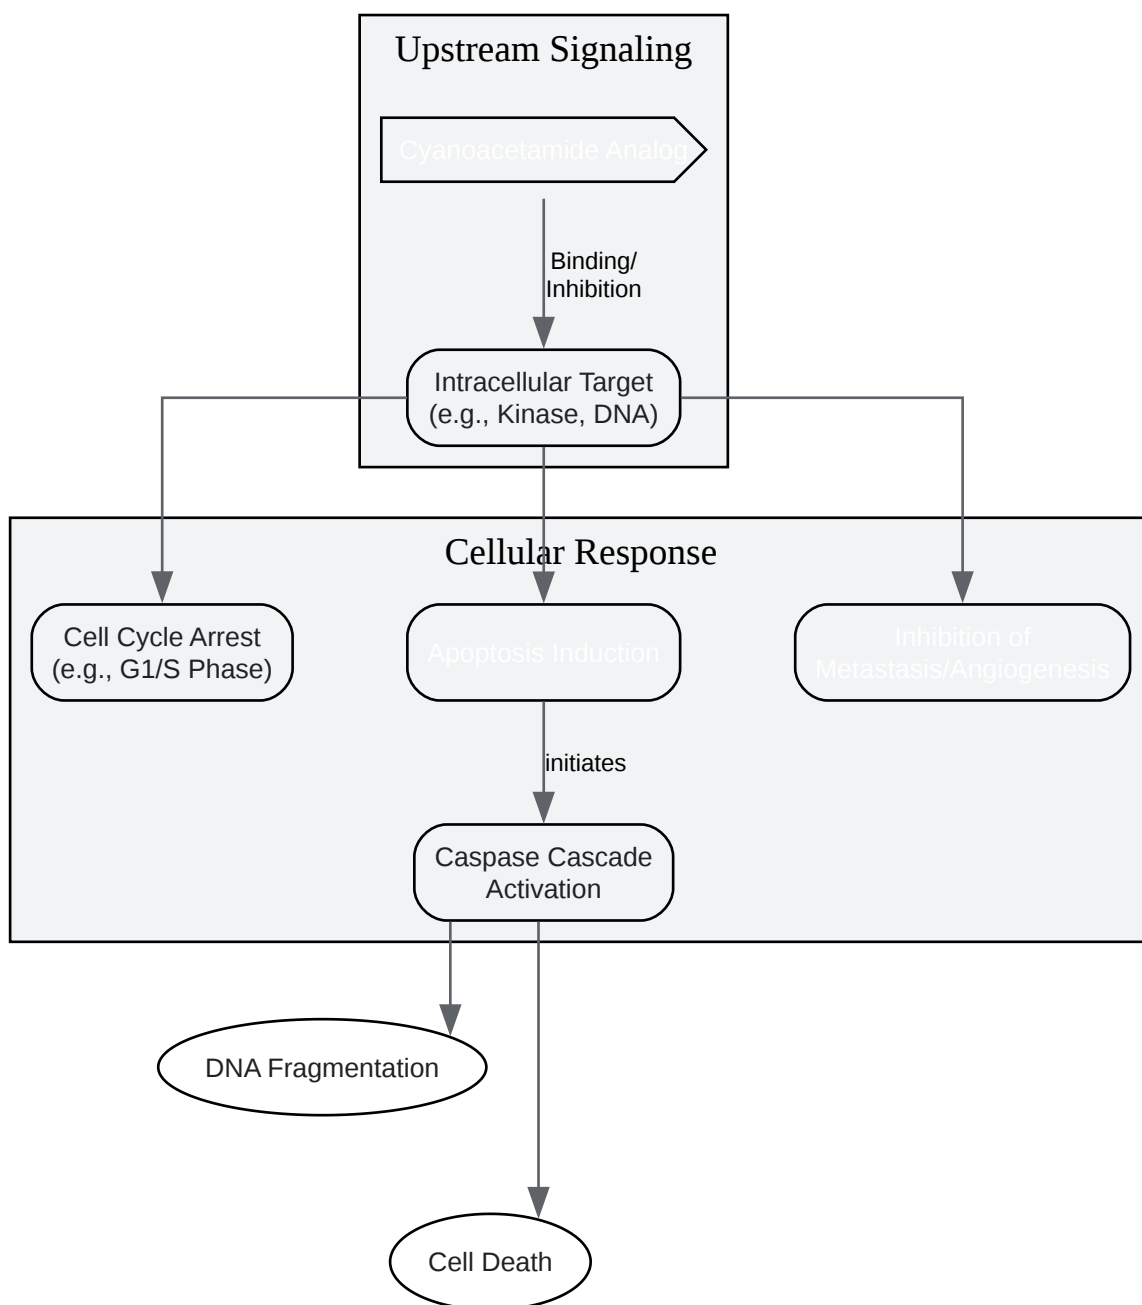 Upstream Signaling
Cyanoacetamide Analog
Binding/
Inhibition
Intracellular Target
(e.g., Kinase, DNA)
Cellular Response
Cell Cycle Arrest
(e.g., G1/S Phase)
Apoptosis Induction
Inhibition of
Metastasis/Angiogenesis
initiates
Caspase Cascade
Activation
DNA Fragmentation
Cell Death